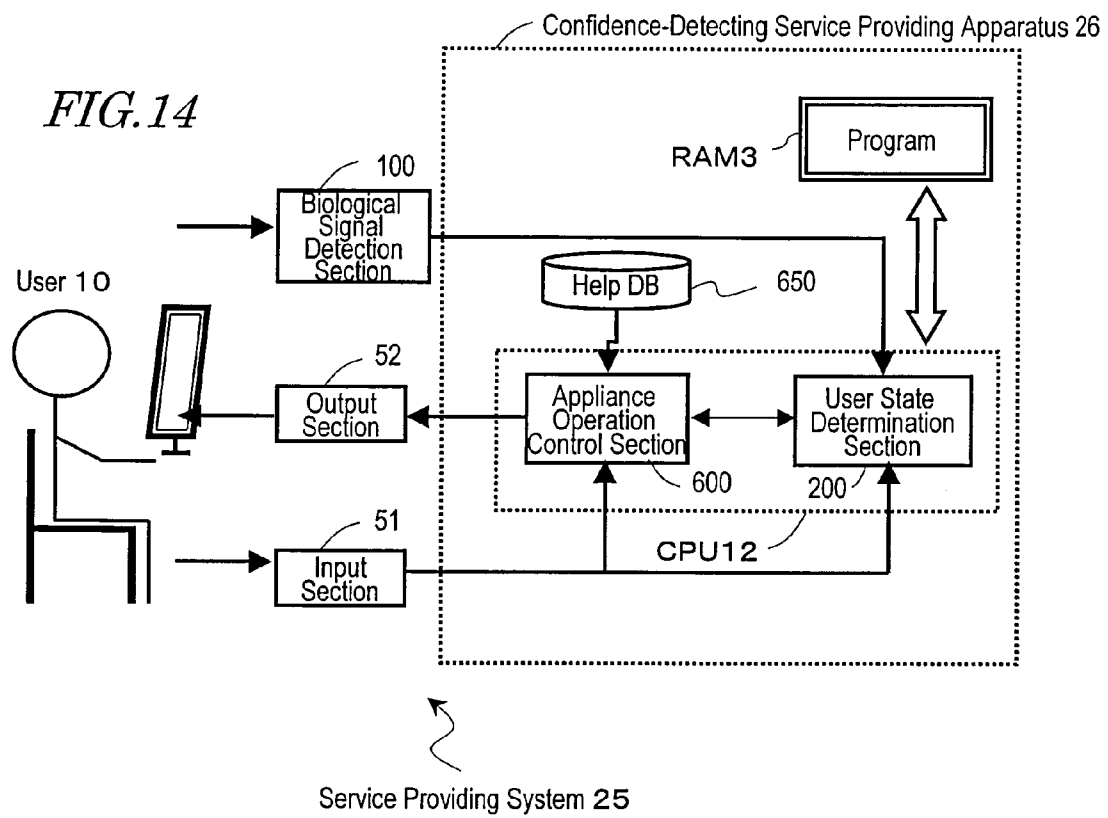 Confidence-Detecting Service Providing Apparatus 26
FIG.14
RAM3
Program
100
Biological
Signal
Detection
Section
Help DB
650
User 10
52
Output
Section
Appliance
Operation
Control Section
600
User State
Determination
Section
200
51
Input
Section
CPU12
Service Providing System 25